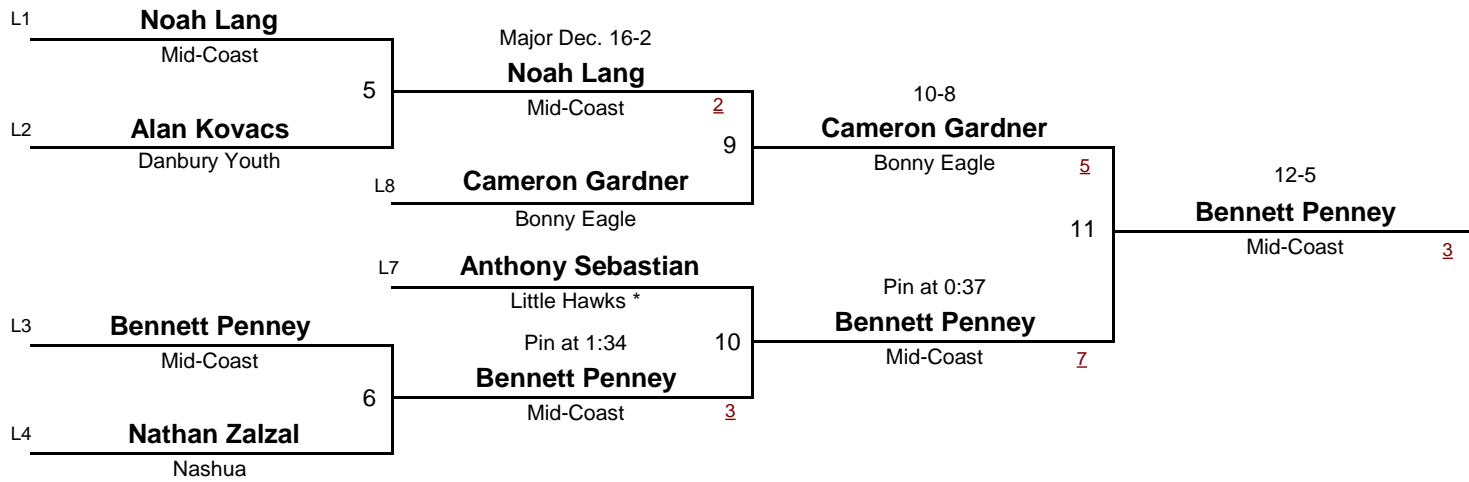 L1
Noah Lang
Mid-Coast
5
L2
Alan Kovacs
Danbury Youth
Major Dec. 16-2
Noah Lang
Mid-Coast
2
9
L8
Cameron Gardner
Bonny Eagle
10-8
Cameron Gardner
Bonny Eagle
5
11
12-5
Bennett Penney
Mid-Coast
3
L7
Anthony Sebastian
Little Hawks *
10
Pin at 0:37
Bennett Penney
Mid-Coast
7
L3
Bennett Penney
Mid-Coast
6
Pin at 1:34
Bennett Penney
Mid-Coast
3
L4
Nathan Zalzal
Nashua